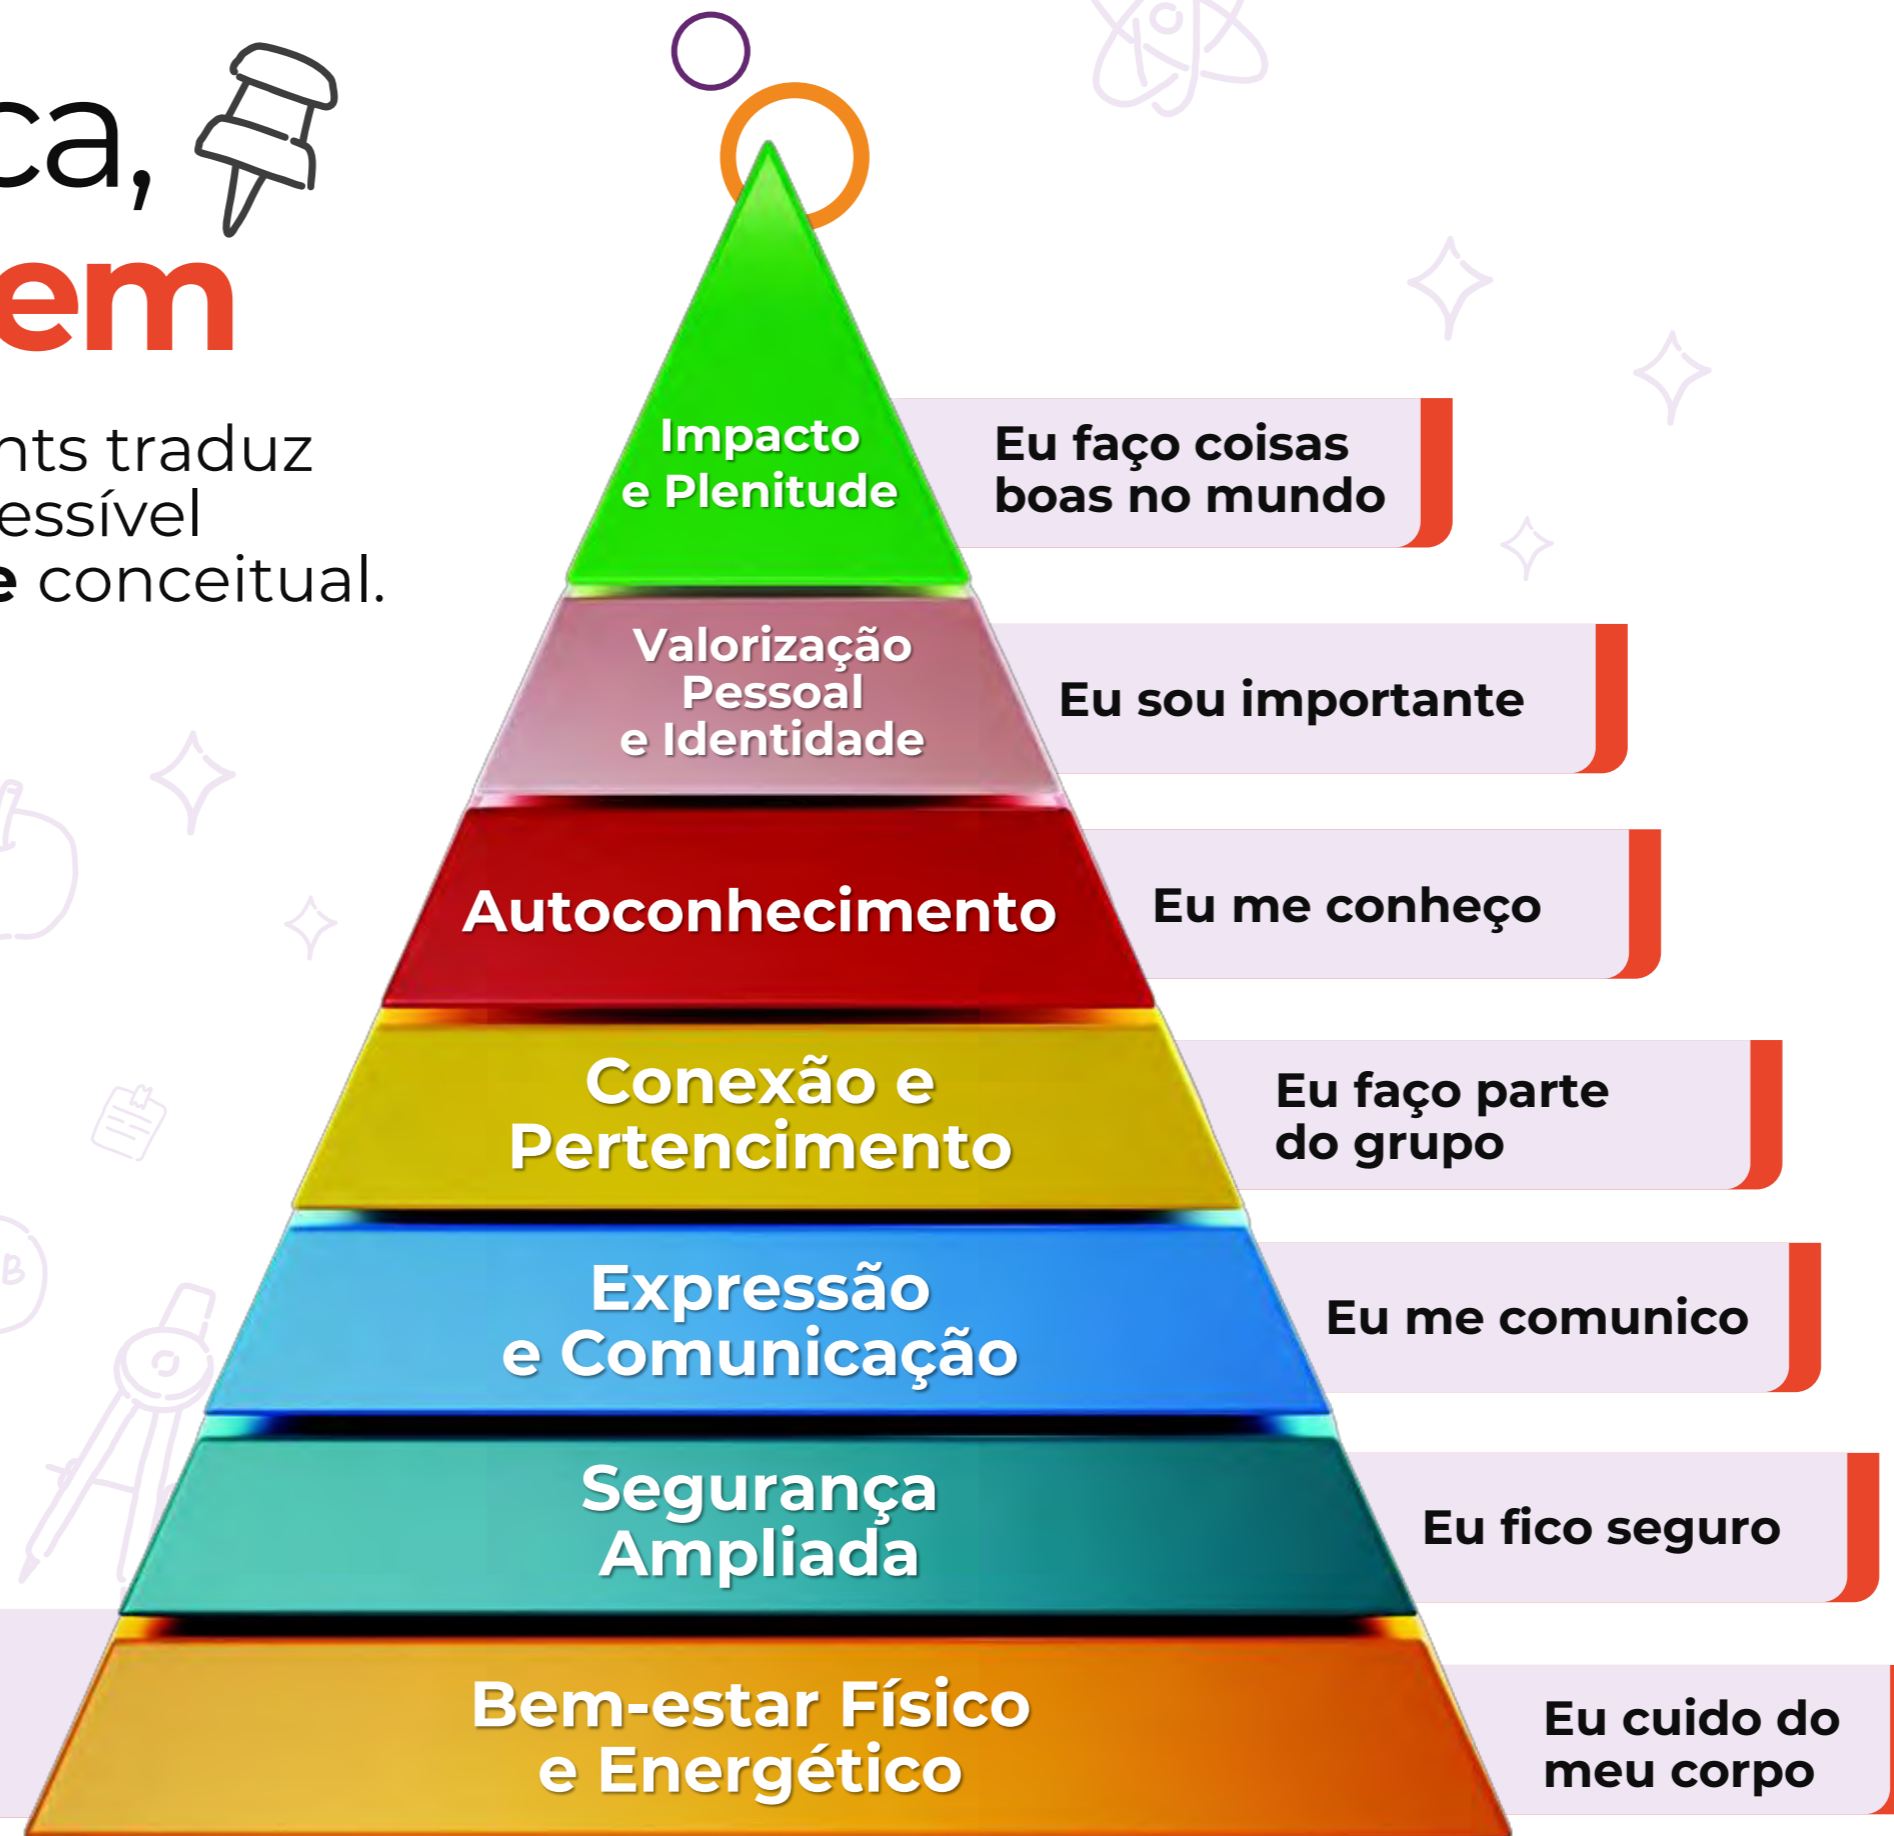 ca,
em
nts traduz
essível
e conceitual.
Impacto
e Plenitude
Eu faço coisas
boas no mundo
Valorização
Pessoal
e Identidade
Eu sou importante
Autoconhecimento
Eu me conheço
Conexão e
Pertencimento
Eu faço parte
do grupo
Expressão
e Comunicação
Eu me comunico
B
Segurança
Ampliada
Eu fico seguro
Bem-estar Físico
e Energético
Eu cuido do
meu corpo